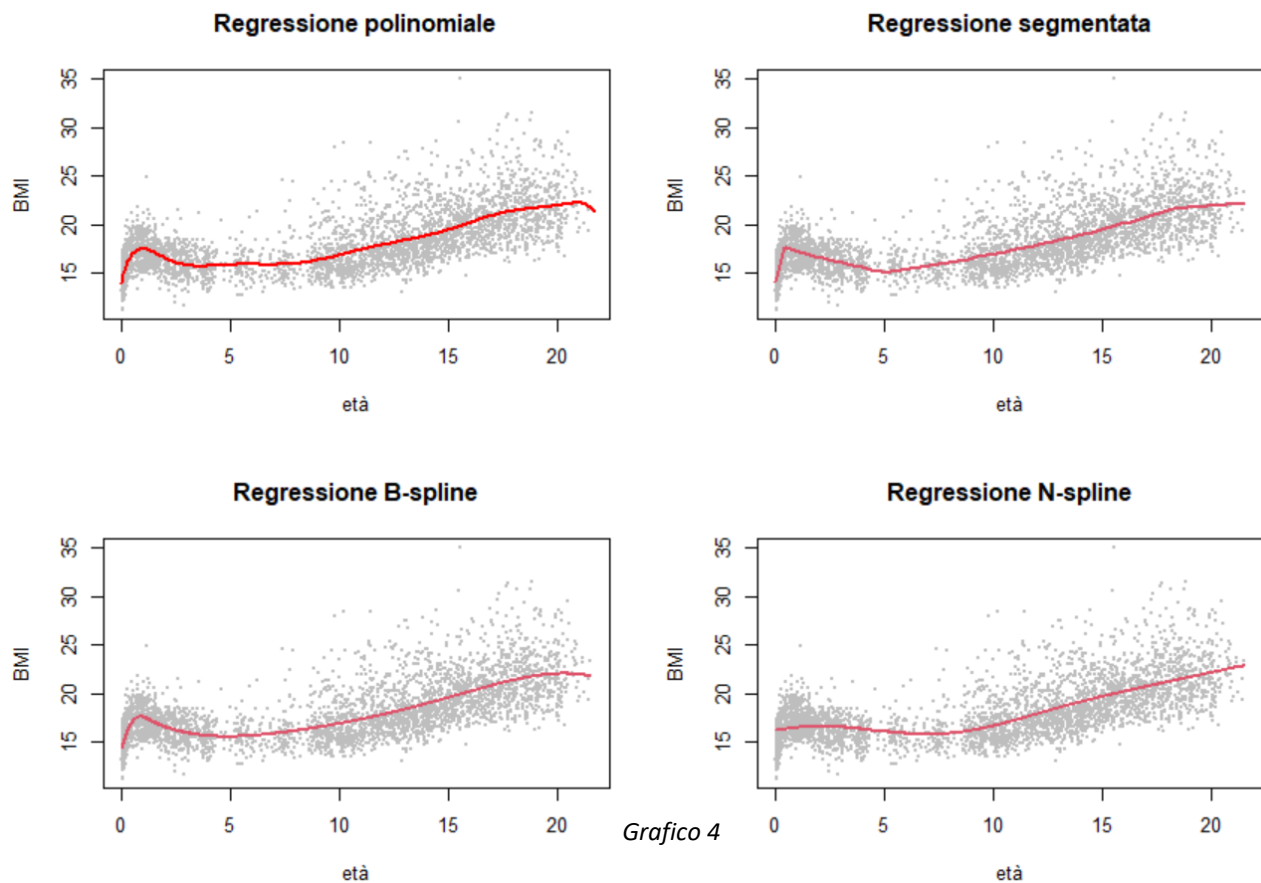 Regressione polinomiale
BMI
35
30
25
20
15
0 5 10 15 20
età
Regressione segmentata
BMI
35
30
25
20
15
0 5 10 15 20
età
Regressione B-spline
BMI
35
30
25
20
15
0 5 10 15 20
età
Regressione N-spline
BMI
35
30
25
20
15
0 5 10 15 20
età
Grafico 4